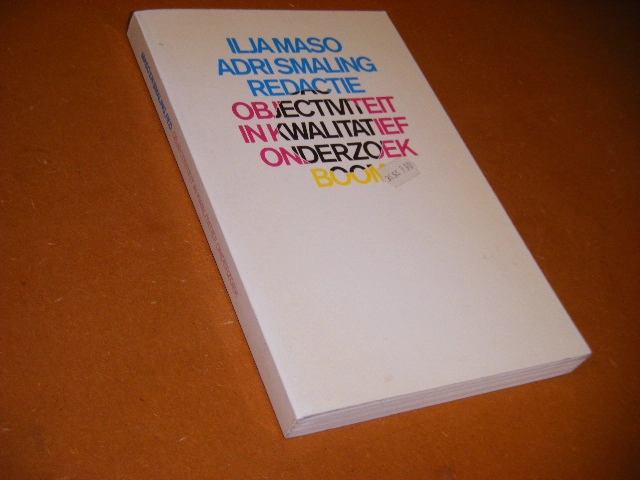 ILJA MASO
ADRI SMALING
REDACTIE
OBJECTIVITEIT
IN KWALITATIEF
ONDERZOEK
BOOM